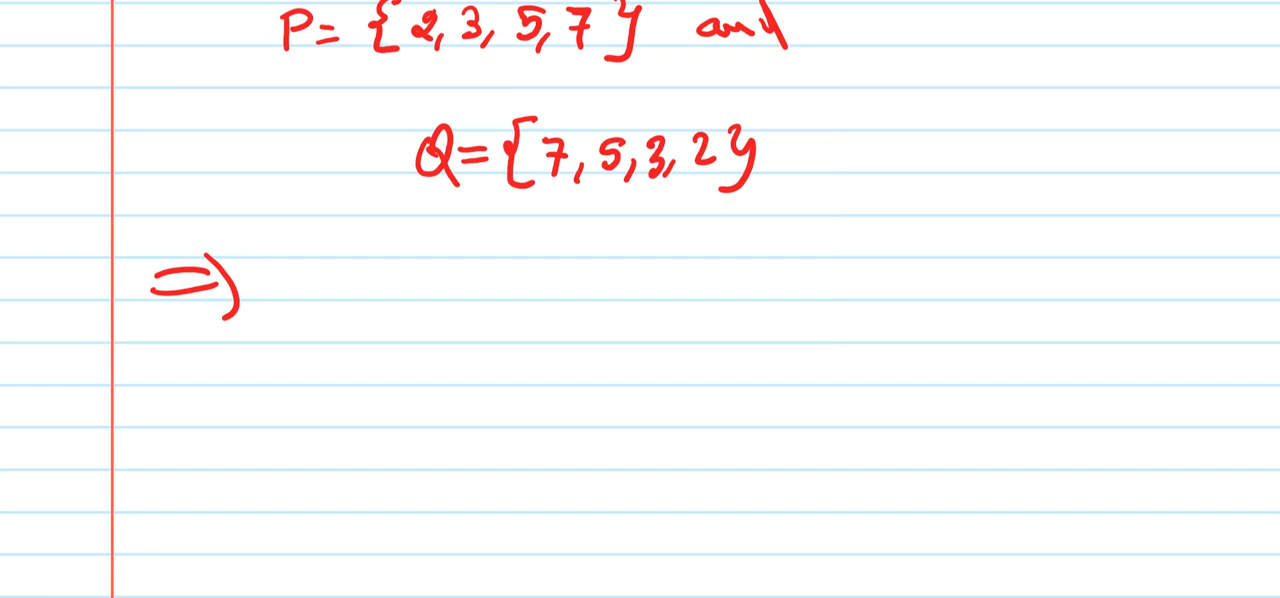 P= {2, 3, 5, 7} and
Q= {7, 5, 3, 2}
⇒